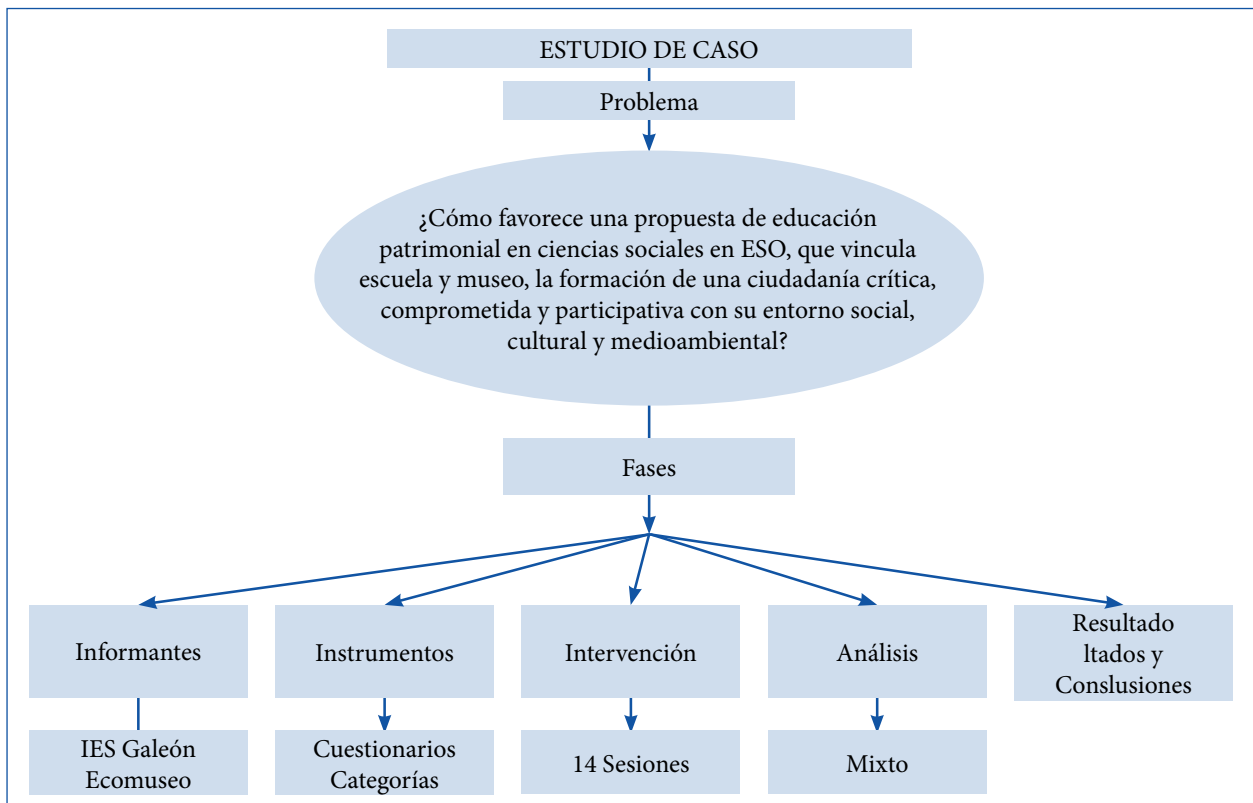 ESTUDIO DE CASO
Problema
¿Cómo favorece una propuesta de educación
patrimonial en ciencias sociales en ESO, que vincula
escuela y museo, la formación de una ciudadanía crítica,
comprometida y participativa con su entorno social,
cultural y medioambiental?
Fases
Informantes
Instrumentos
Intervención
Análisis
Resultado
ltados y
Conslusiones
IES Galeón
Ecomuseo
Cuestionarios
Categorías
14 Sesiones
Mixto